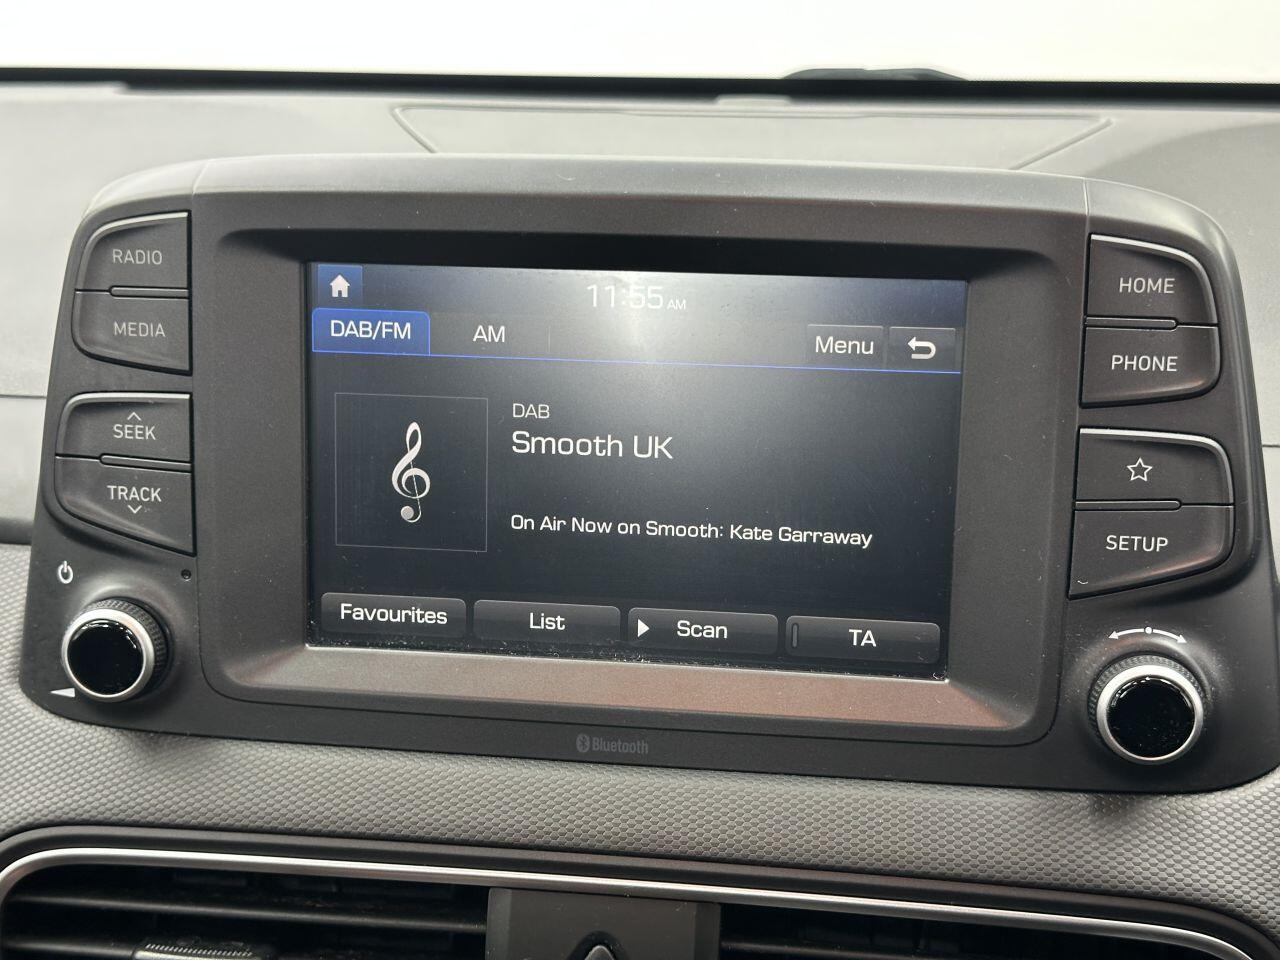 RADIO
MEDIA
SEEK
TRACK
11:55 AM
DAB/FM
AM
Menu
DAB
Smooth UK
On Air Now on Smooth: Kate Garraway
Favourites
List
Scan
TA
HOME
PHONE
SETUP
Bluetooth